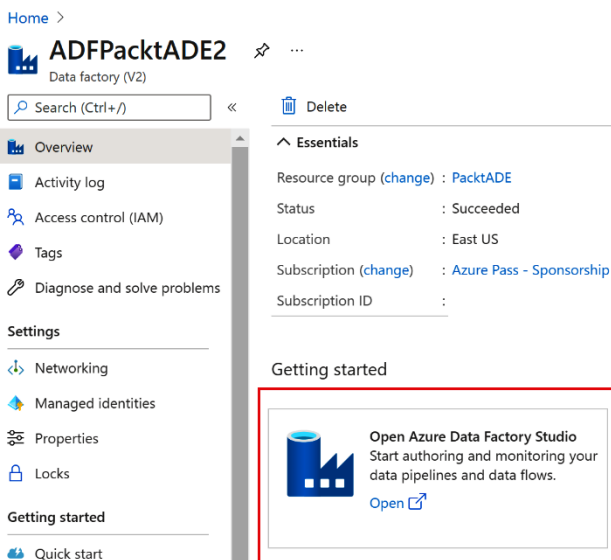 Home >
ADFPacktADE2
Data factory (V2)
Search (Ctrl+/)
«
Overview
Activity log
Access control (IAM)
Tags
Diagnose and solve problems
Settings
Networking
Managed identities
Properties
Locks
Getting started
Quick start
Delete
Essentials
Resource group (change) : PacktADE
Status : Succeeded
Location : East US
Subscription (change) : Azure Pass - Sponsorship
Subscription ID :
Getting started
Open Azure Data Factory Studio
Start authoring and monitoring your
data pipelines and data flows.
Open